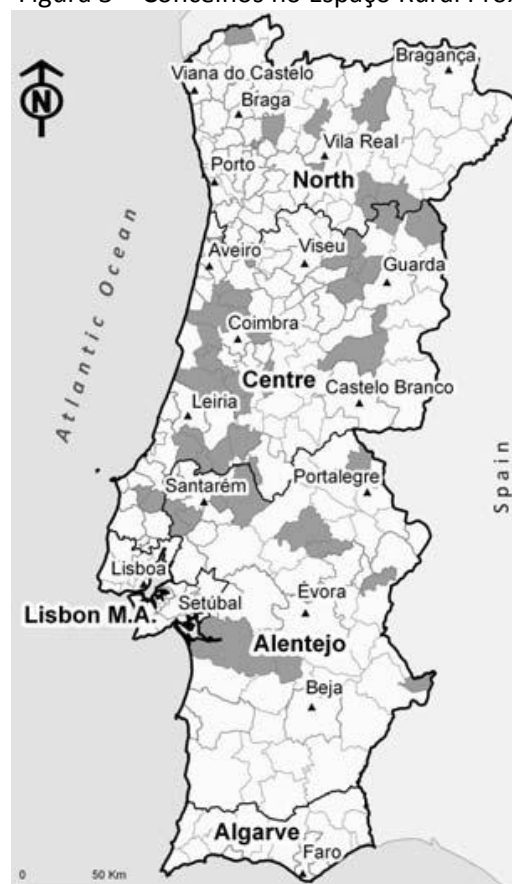 Figura 3 – Concelhos no Espaço Rural
N
Bragança
Viana do Castelo
Braga
Vila Real
Porto
North
Atlantic Ocean
Aveiro
Viseu
Guarda
Coimbra
Centre
Castelo Branco
Leiria
Spain
Santarém
Portalegre
Lisboa
Setúbal
Évora
Lisbon M.A.
Alentejo
Beja
Algarve
Faro
0 50 Km